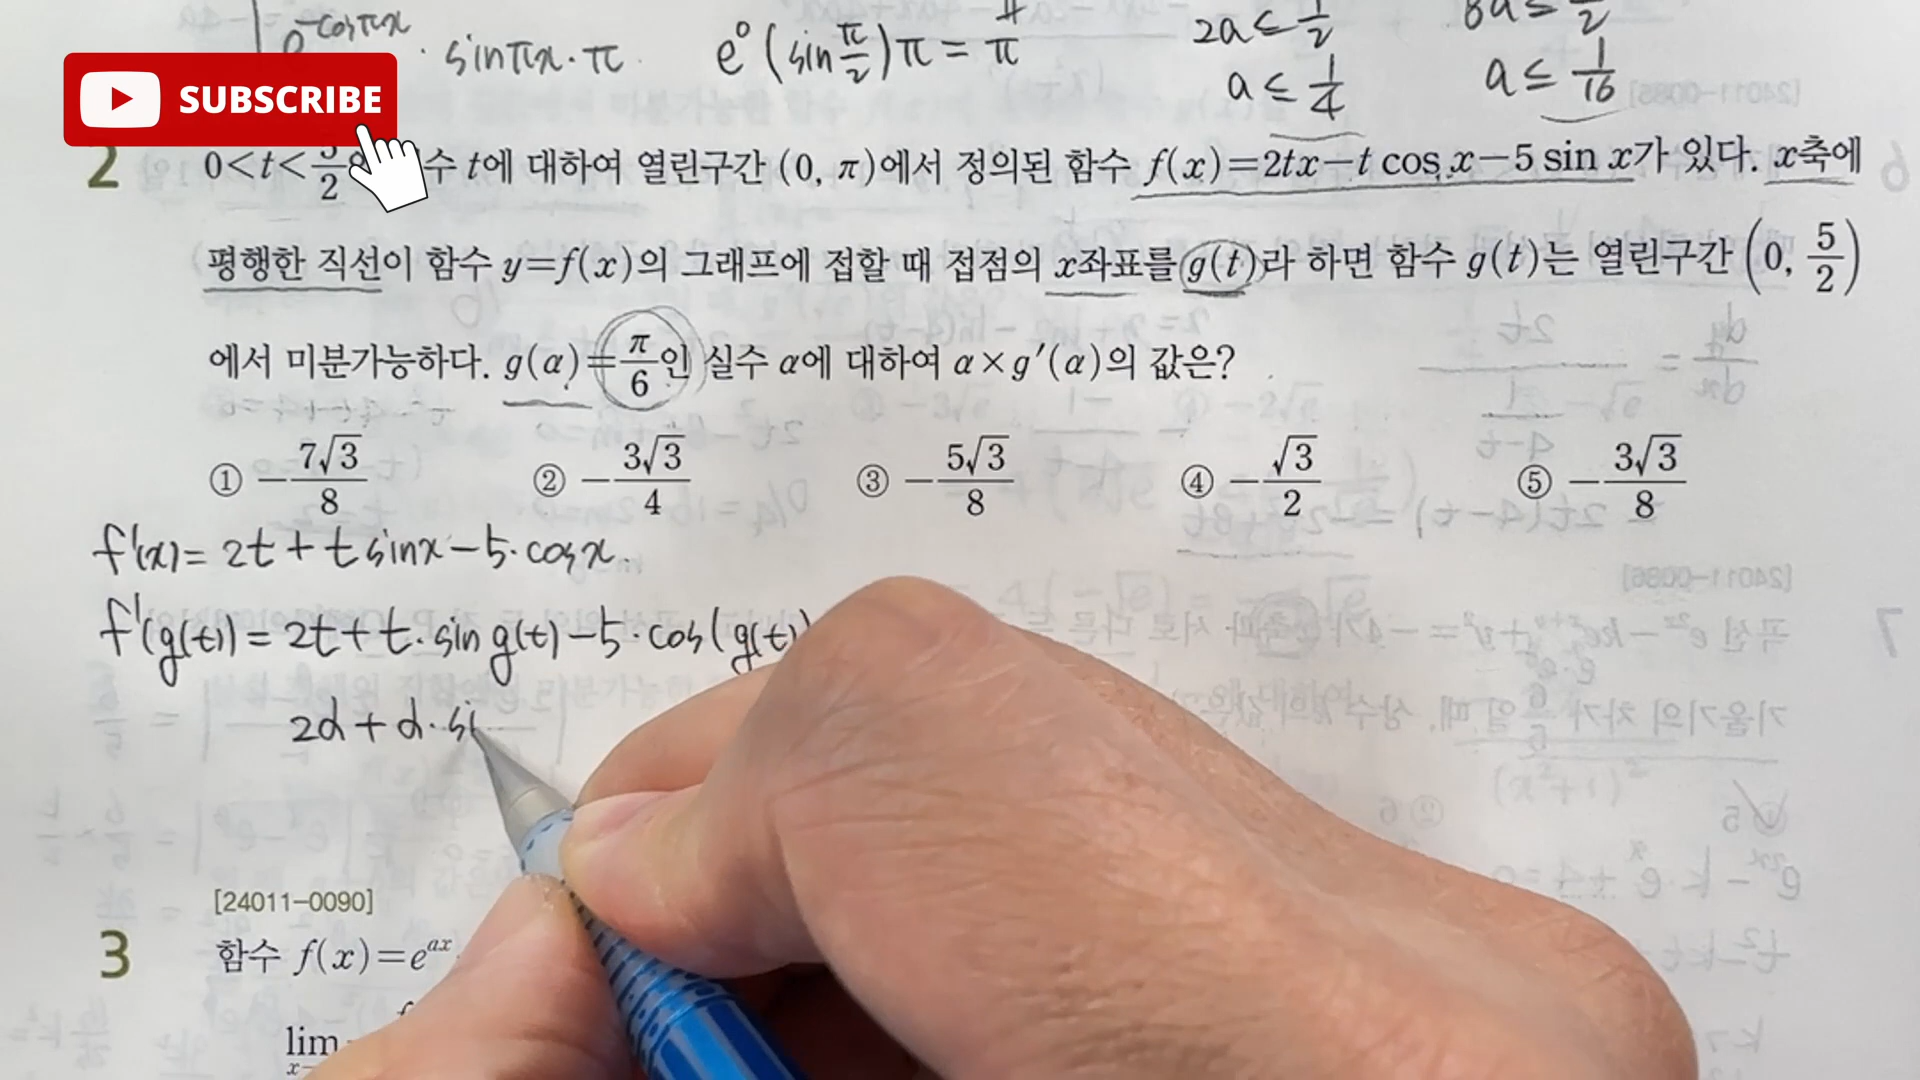 e^{-cosπx} · sinπx · π e⁰(sin π/2)π = π 2a ≤ 1/2 8a ≤ 1/2
a ≤ 1/4 a ≤ 1/16
SUBSCRIBE
2 0<t<5/2 수 t에 대하여 열린구간 (0, π)에서 정의된 함수 f(x)=2tx−t cos x−5 sin x가 있다. x축에
평행한 직선이 함수 y=f(x)의 그래프에 접할 때 접점의 x좌표를 g(t)라 하면 함수 g(t)는 열린구간 (0, 5/2)
에서 미분가능하다. g(α)=π/6인 실수 α에 대하여 α×g′(α)의 값은?
① −7√3/8 ② −3√3/4 ③ −5√3/8 ④ −√3/2 ⑤ −3√3/8
f'(x)= 2t + t sinx − 5·cosx.
f'(g(t)) = 2t + t· sin g(t) − 5· cos(g(t))
2α + α· si
[24011−0090]
3 함수 f(x)=e^{ax}
lim